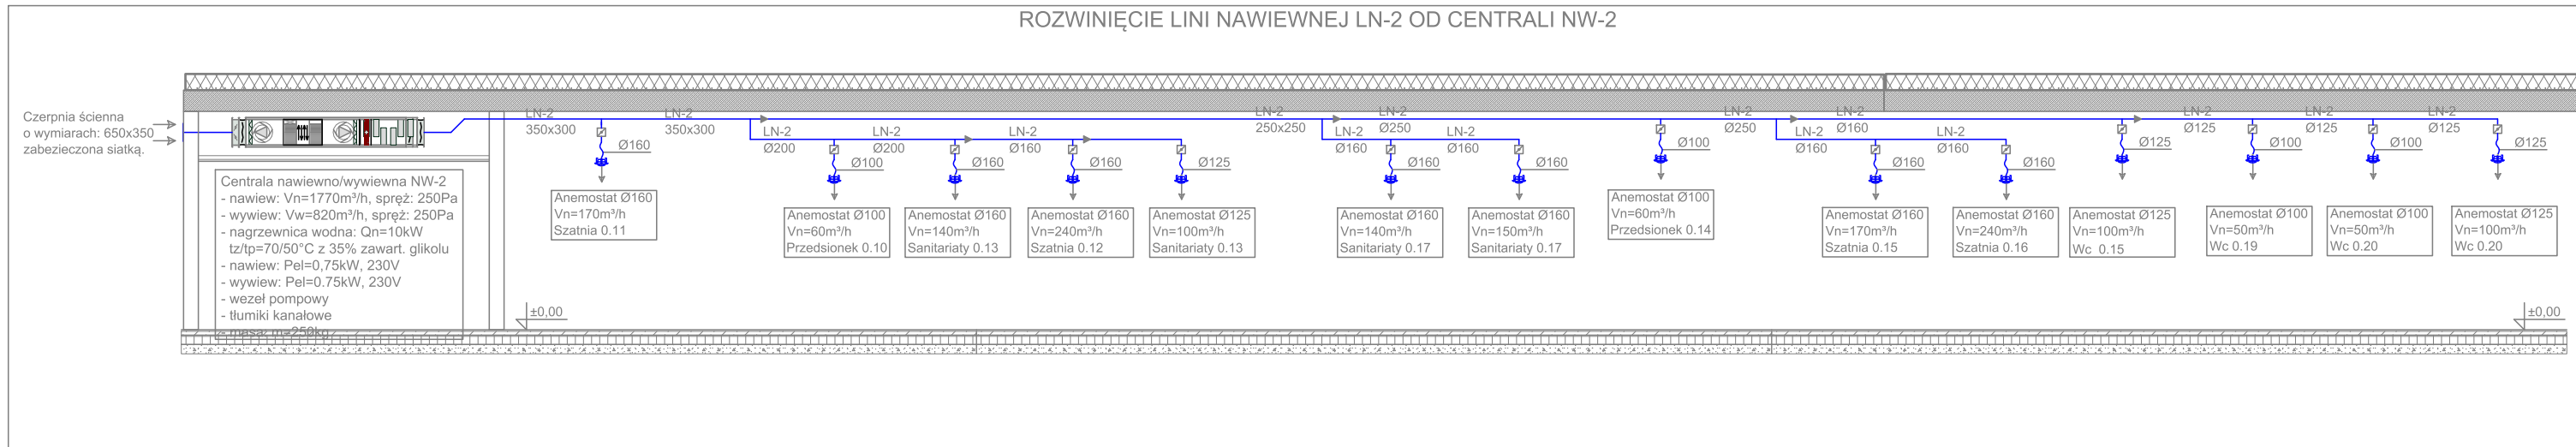 ROZWINIĘCIE LINI NAWIEWNEJ LN-2 OD CENTRALI NW-2
Czerpnia ścienna
o wymiarach: 650x350
zabezieczona siatką.
Centrala nawiewno/wywiewna NW-2
- nawiew: Vn=1770m³/h, spręż: 250Pa
- wywiew: Vw=820m³/h, spręż: 250Pa
- nagrzewnica wodna: Qn=10kW
tz/tp=70/50°C z 35% zawart. glikolu
- nawiew: Pel=0,75kW, 230V
- wywiew: Pel=0.75kW, 230V
- wezeł pompowy
- tłumiki kanałowe
- masa: m~250kg
±0,00
LN-2
350x300
Ø160
Anemostat Ø160
Vn=170m³/h
Szatnia 0.11
LN-2
350x300
LN-2
Ø200
Ø100
Anemostat Ø100
Vn=60m³/h
Przedsionek 0.10
LN-2
Ø200
Ø160
Anemostat Ø160
Vn=140m³/h
Sanitariaty 0.13
LN-2
Ø160
Ø160
Anemostat Ø160
Vn=240m³/h
Szatnia 0.12
Ø125
Anemostat Ø125
Vn=100m³/h
Sanitariaty 0.13
LN-2
250x250
LN-2
Ø160
Ø160
Anemostat Ø160
Vn=140m³/h
Sanitariaty 0.17
LN-2
Ø250
LN-2
Ø160
Ø160
Anemostat Ø160
Vn=150m³/h
Sanitariaty 0.17
Ø100
Anemostat Ø100
Vn=60m³/h
Przedsionek 0.14
LN-2
Ø250
LN-2
Ø160
Ø160
Anemostat Ø160
Vn=170m³/h
Szatnia 0.15
LN-2
Ø160
LN-2
Ø160
Ø160
Anemostat Ø160
Vn=240m³/h
Szatnia 0.16
Ø125
Anemostat Ø125
Vn=100m³/h
Wc 0.15
LN-2
Ø125
Ø100
Anemostat Ø100
Vn=50m³/h
Wc 0.19
LN-2
Ø125
Ø100
Anemostat Ø100
Vn=50m³/h
Wc 0.20
LN-2
Ø125
Ø125
Anemostat Ø125
Vn=100m³/h
Wc 0.20
±0,00